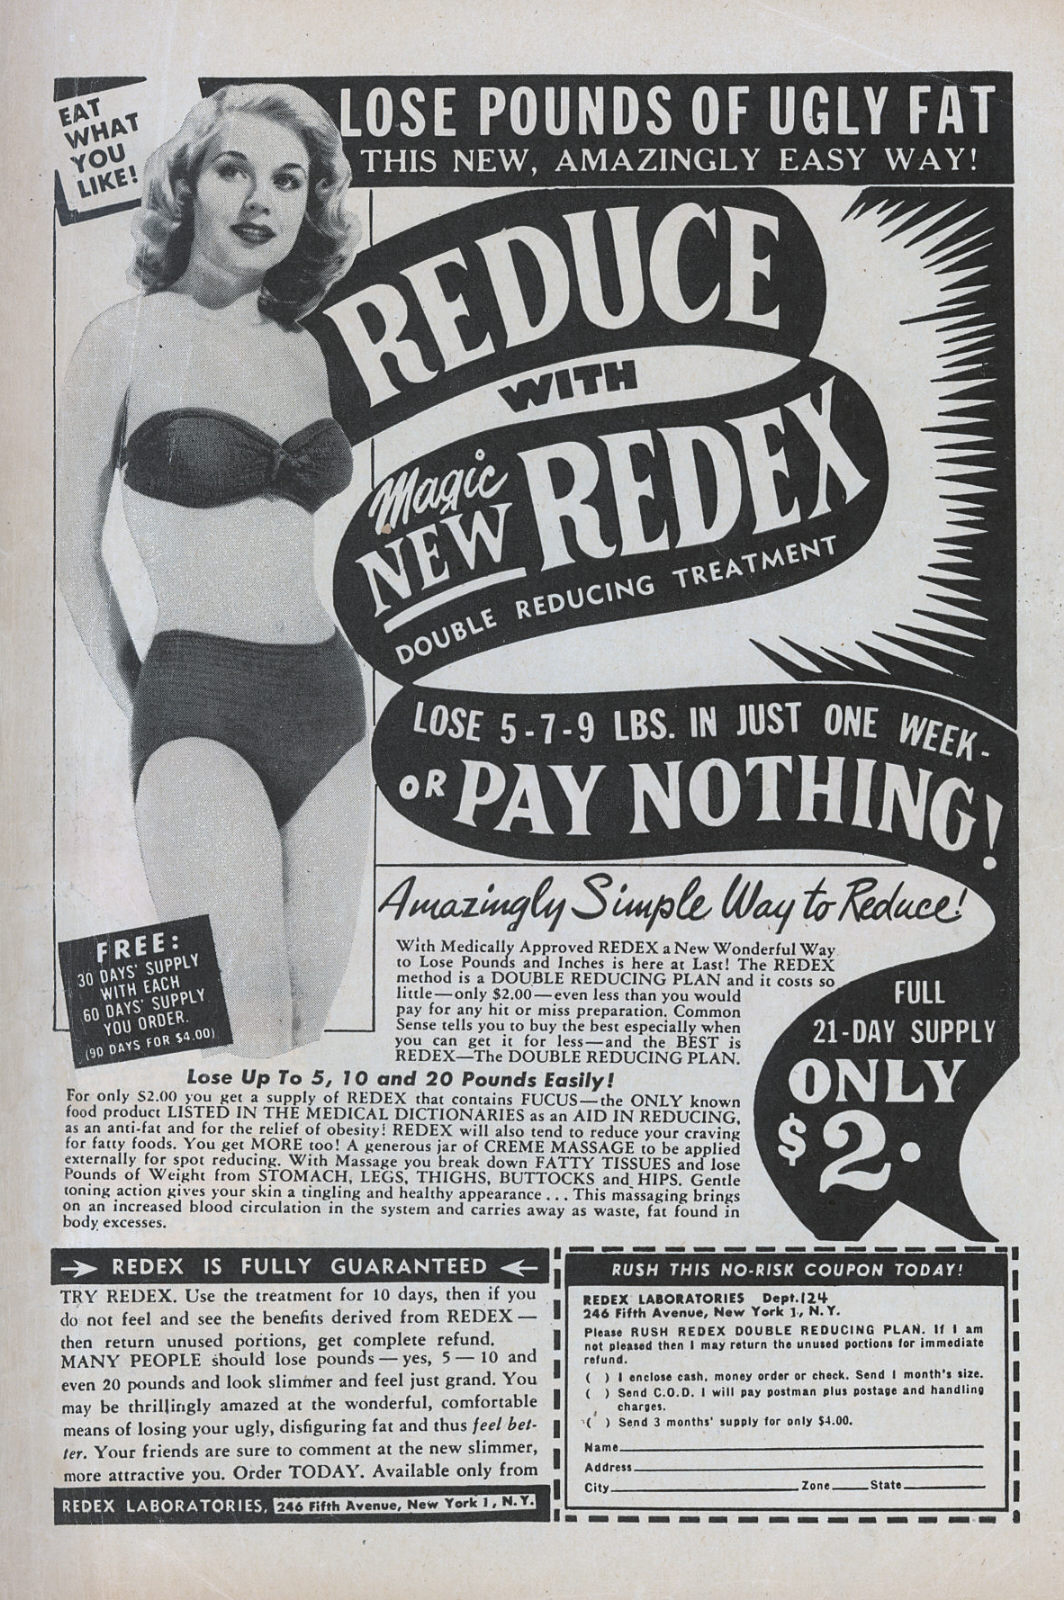 EAT
WHAT
YOU
LIKE!
LOSE POUNDS OF UGLY FAT
THIS NEW, AMAZINGLY EASY WAY!
REDUCE
WITH
Magic
NEW REDEX
DOUBLE REDUCING TREATMENT
LOSE 5-7-9 LBS. IN JUST ONE WEEK-
OR PAY NOTHING!
Amazingly Simple Way to Reduce!
With Medically Approved REDEX a New Wonderful Way
to Lose Pounds and Inches is here at Last! The REDEX
method is a DOUBLE REDUCING PLAN and it costs so
little—only $2.00—even less than you would
pay for any hit or miss preparation. Common
Sense tells you to buy the best especially when
you can get it for less—and the BEST is
REDEX—The DOUBLE REDUCING PLAN.
FREE:
30 DAYS' SUPPLY
WITH EACH
60 DAYS' SUPPLY
YOU ORDER.
(90 DAYS FOR $4.00)
FULL
21-DAY SUPPLY
ONLY
$2.
Lose Up To 5, 10 and 20 Pounds Easily!
For only $2.00 you get a supply of REDEX that contains FUCUS—the ONLY known
food product LISTED IN THE MEDICAL DICTIONARIES as an AID IN REDUCING,
as an anti-fat and for the relief of obesity! REDEX will also tend to reduce your craving
for fatty foods. You get MORE too! A generous jar of CREME MASSAGE to be applied
externally for spot reducing. With Massage you break down FATTY TISSUES and lose
Pounds of Weight from STOMACH, LEGS, THIGHS, BUTTOCKS and HIPS. Gentle
toning action gives your skin a tingling and healthy appearance... This massaging brings
on an increased blood circulation in the system and carries away as waste, fat found in
body excesses.
REDEX IS FULLY GUARANTEED
TRY REDEX. Use the treatment for 10 days, then if you
do not feel and see the benefits derived from REDEX—
then return unused portions, get complete refund.
MANY PEOPLE should lose pounds—yes, 5—10 and
even 20 pounds and look slimmer and feel just grand. You
may be thrillingly amazed at the wonderful, comfortable
means of losing your ugly, disfiguring fat and thus feel bet-
ter. Your friends are sure to comment at the new slimmer,
more attractive you. Order TODAY. Available only from
REDEX LABORATORIES, 246 Fifth Avenue, New York 1, N.Y.
RUSH THIS NO-RISK COUPON TODAY!
REDEX LABORATORIES Dept.124
246 Fifth Avenue, New York 1, N.Y.
Please RUSH REDEX DOUBLE REDUCING PLAN. If I am
not pleased then I may return the unused portions for immediate
refund.
( ) I enclose cash, money order or check. Send 1 month's size.
( ) Send C.O.D. I will pay postman plus postage and handling
charges.
( ) Send 3 months' supply for only $4.00.
Name
Address
City Zone State